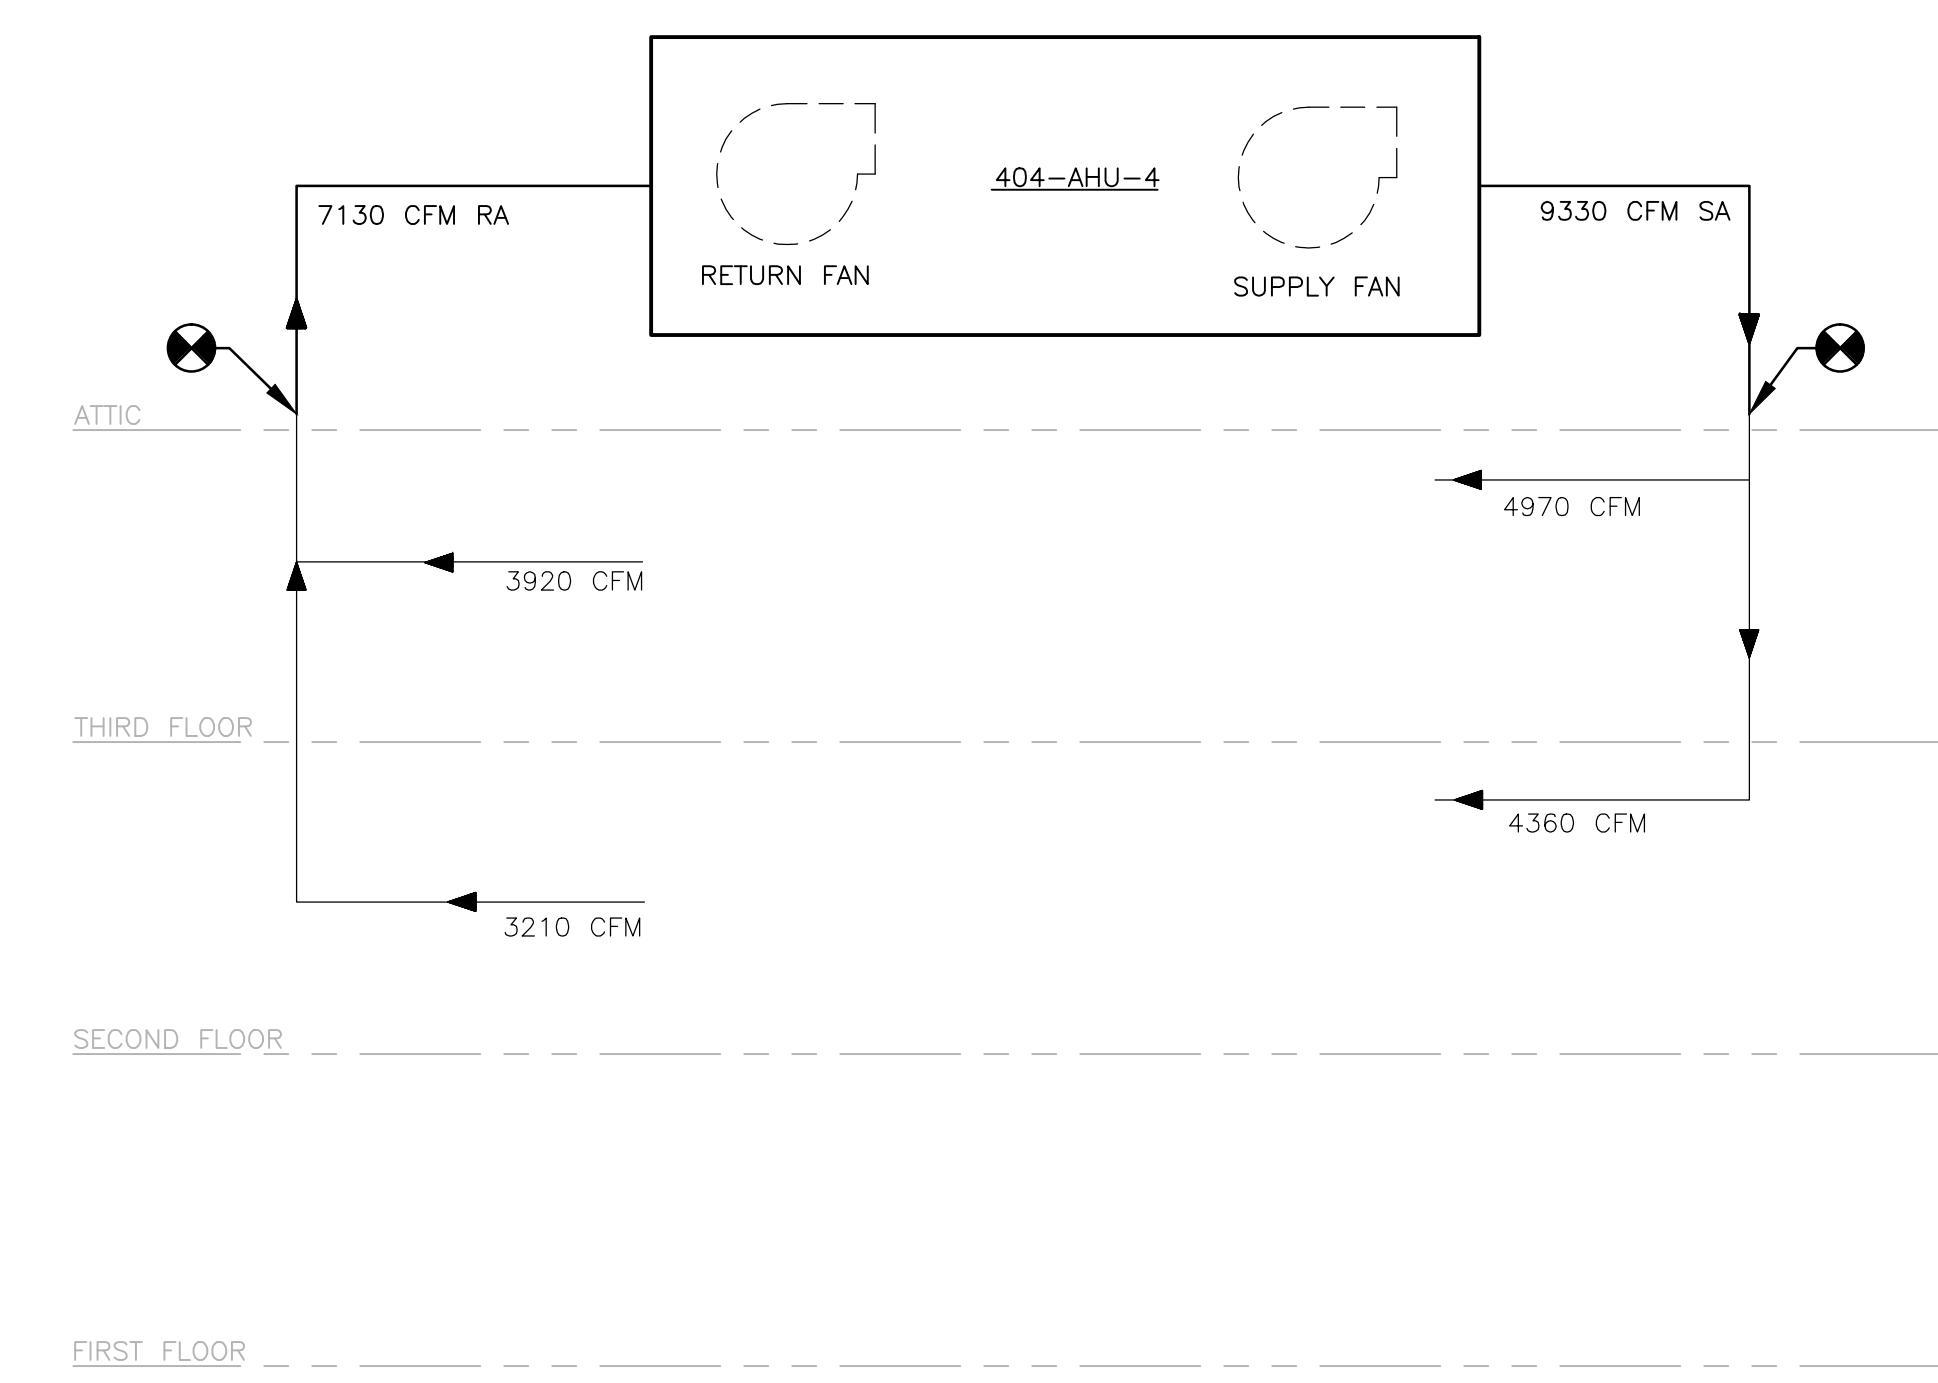 404-AHU-4
7130 CFM RA
9330 CFM SA
RETURN FAN
SUPPLY FAN
ATTIC
4970 CFM
3920 CFM
THIRD FLOOR
4360 CFM
3210 CFM
SECOND FLOOR
FIRST FLOOR